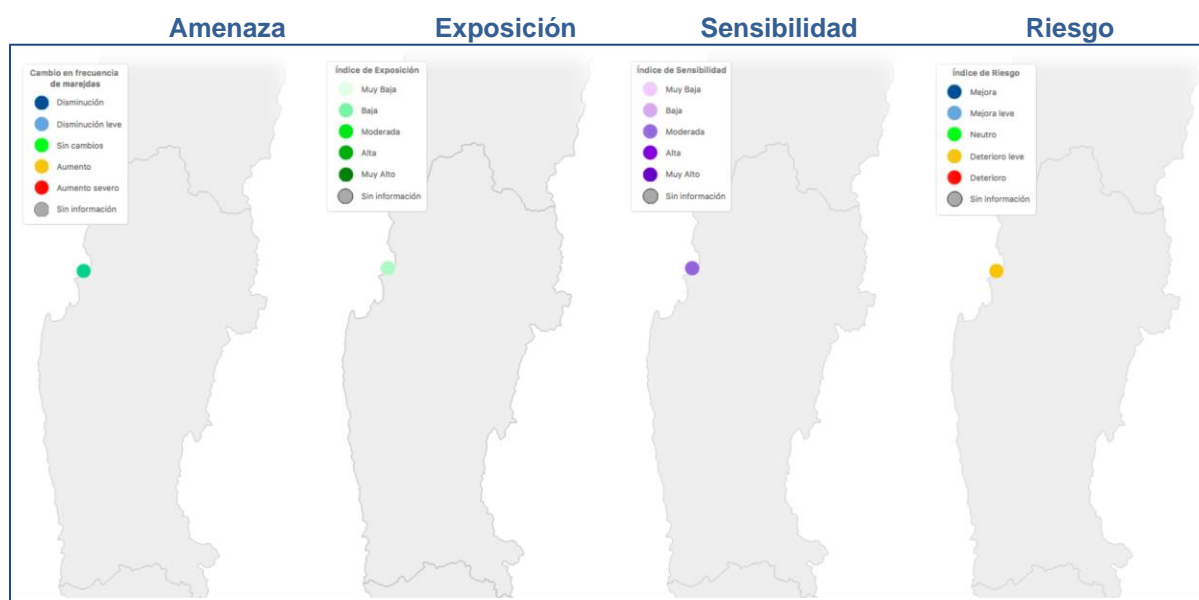 Amenaza
Exposición
Sensibilidad
Riesgo
Cambio en frecuencia
de marejdas
Disminución
Disminución leve
Sin cambios
Aumento
Aumento severo
Sin información
Índice de Exposición
Muy Baja
Baja
Moderada
Alta
Muy Alto
Sin información
Índice de Sensibilidad
Muy Baja
Baja
Moderada
Alta
Muy Alto
Sin información
Índice de Riesgo
Mejora
Mejora leve
Neutro
Deterioro leve
Deterioro
Sin información